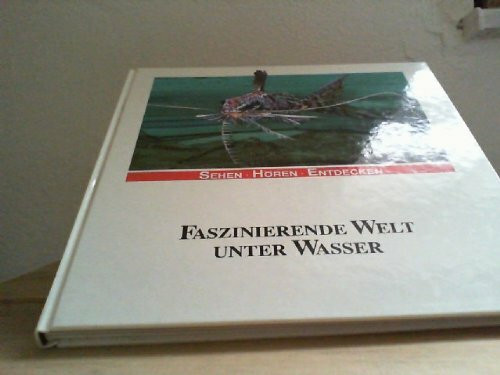 SEHEN · HÖREN · ENTDECKEN
FASZINIERENDE WELT
UNTER WASSER